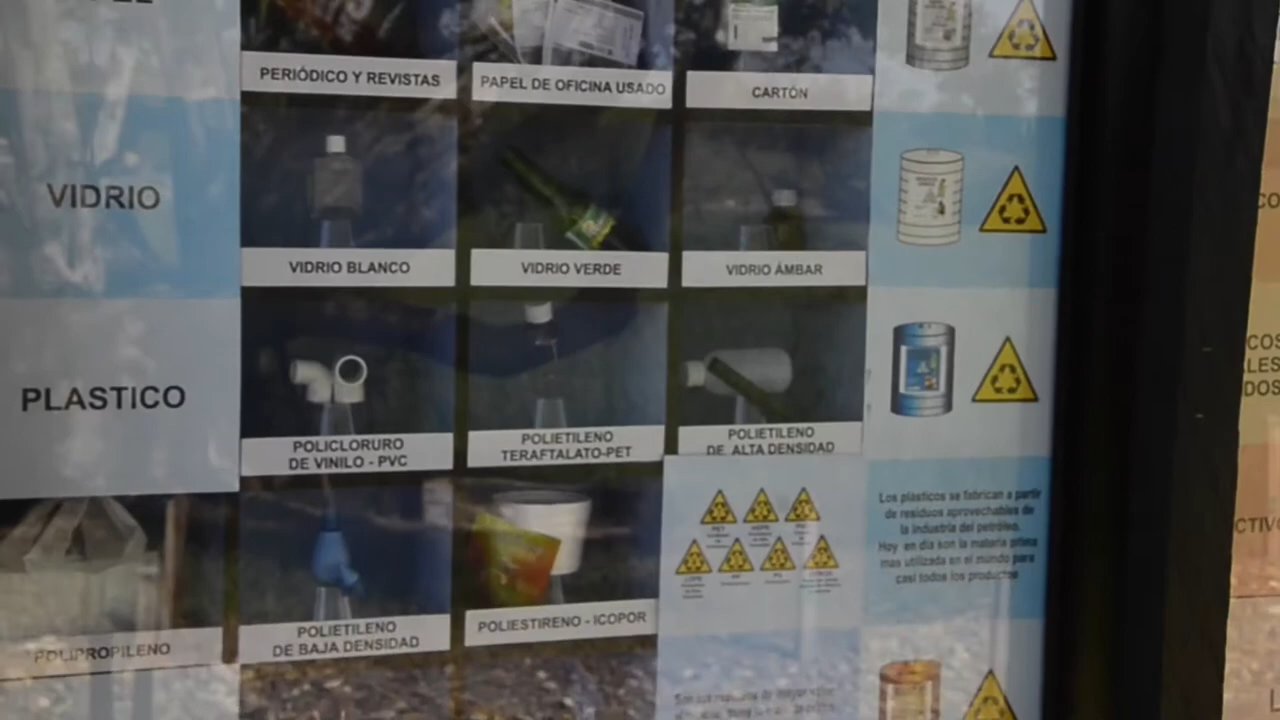 PERIÓDICO Y REVISTAS
PAPEL DE OFICINA USADO
CARTÓN
VIDRIO
VIDRIO BLANCO
VIDRIO VERDE
VIDRIO ÁMBAR
PLASTICO
POLICLORURO
DE VINILO - PVC
POLIETILENO
TERAFTALATO-PET
POLIETILENO
DE ALTA DENSIDAD
Los plásticos se fabrican a partir
de residuos aprovechables de
la industria del petróleo.
Hoy en día son la materia prima
mas utilizada en el mundo para
casi todos los productos
POLIPROPILENO
POLIETILENO
DE BAJA DENSIDAD
POLIESTIRENO - ICOPOR